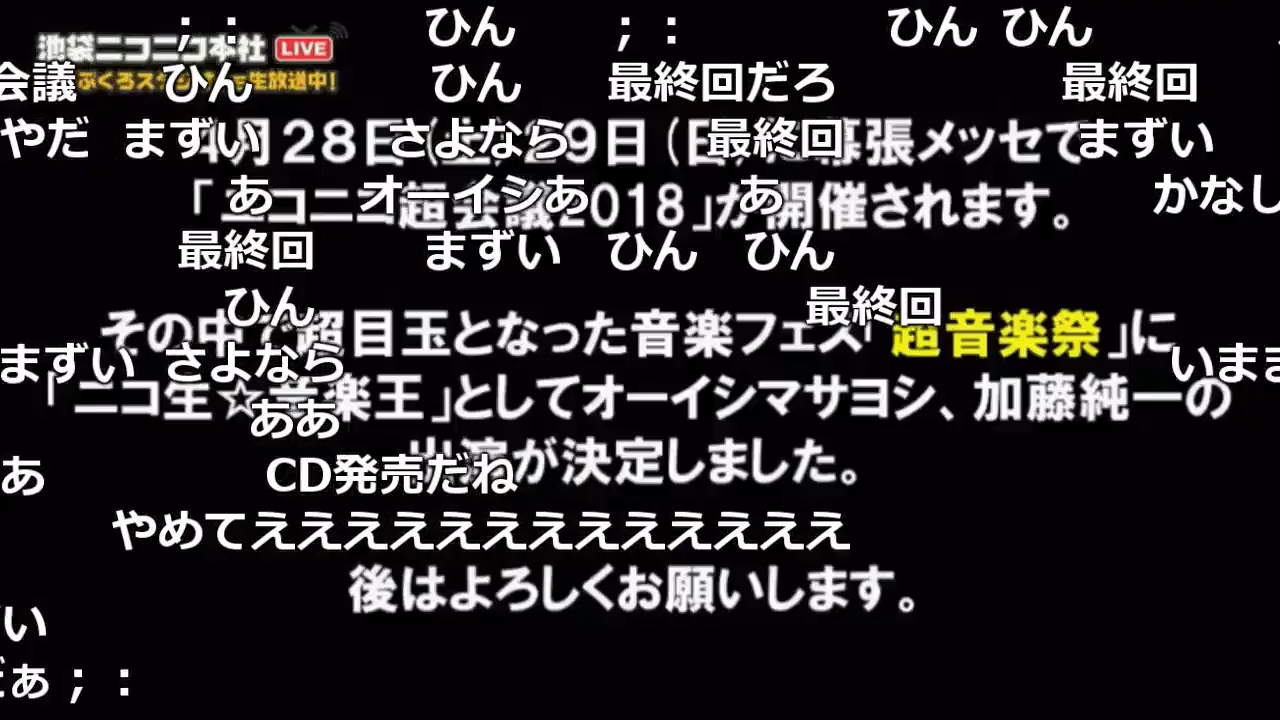 ; : ひん ; : ひん ひん
池袋ニコニコ本社 LIVE
会議 ひん ひん 最終回だろ 最終回
生放送中!
やだ まずい さよなら 最終回 まずい
月28日 29日(日) 幕張メッセで
あ オーイシあ あ かなし
「ニコニコ超会議2018」が開催されます。
最終回 まずい ひん ひん
ひん 最終回
その中で超目玉となった音楽フェス「超音楽祭」に
まずい さよなら いまま
「ニコ生☆音楽王」としてオーイシマサヨシ、加藤純一の
ああ
出演が決定しました。
あ CD発売だね
やめてえええええええええええええ
後はよろしくお願いします。
い
だぁ ; :